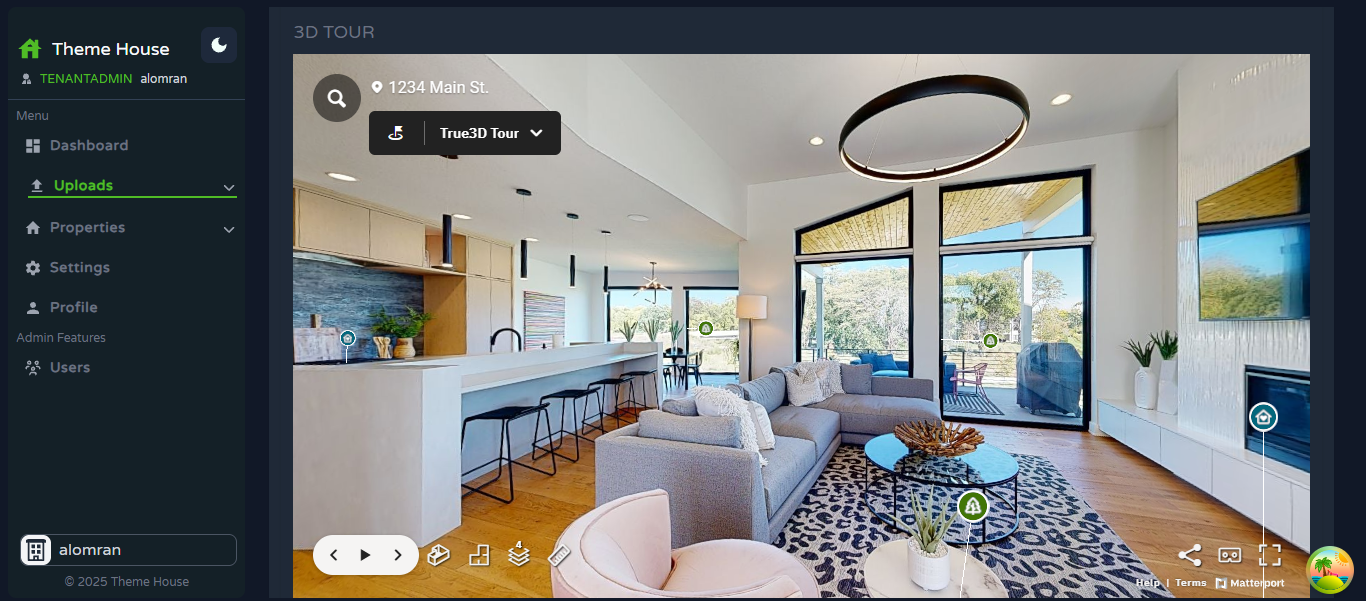 Theme House
TENANTADMIN alomran
Menu
Dashboard
Uploads
Properties
Settings
Profile
Admin Features
Users
alomran
© 2025 Theme House
3D TOUR
1234 Main St.
True3D Tour
4
Help | Terms Matterport